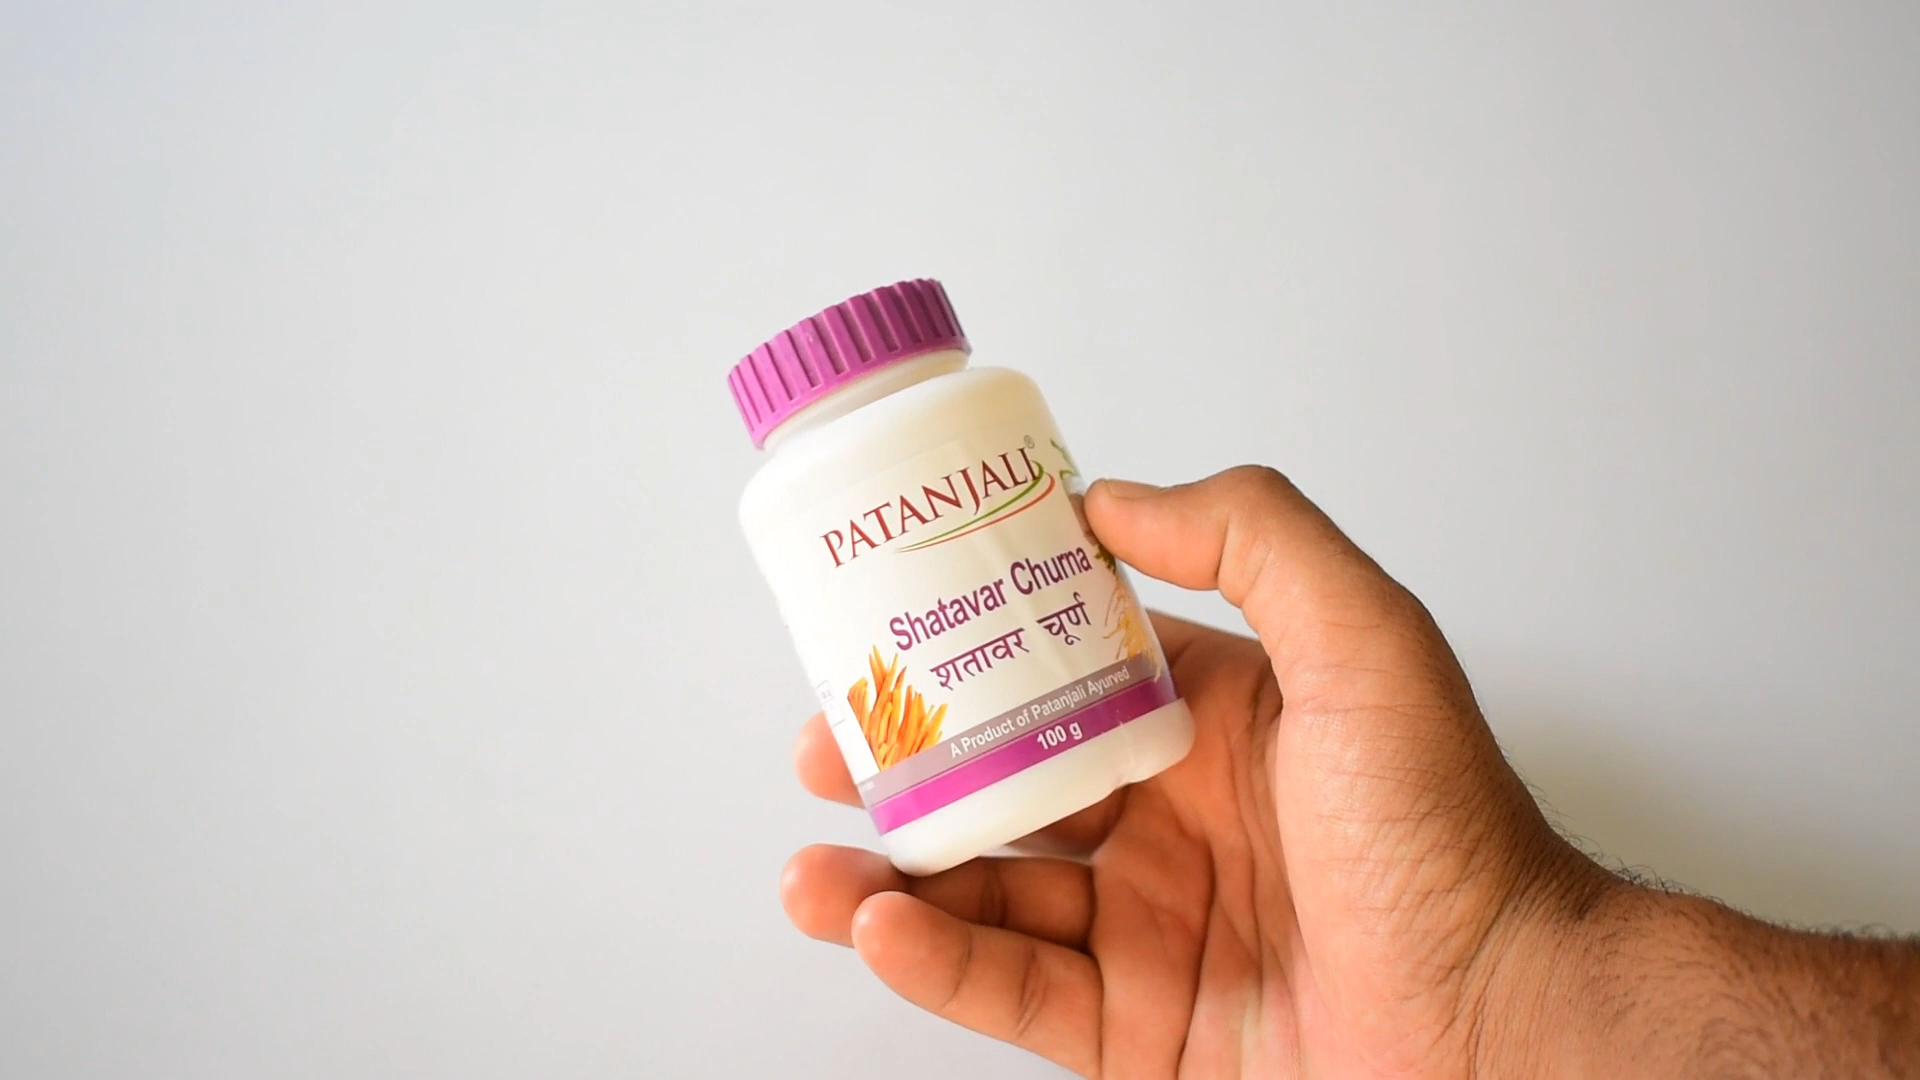 PATANJALI®
Shatavar Churna
शतावर चूर्ण
A Product of Patanjali Ayurved
100 g